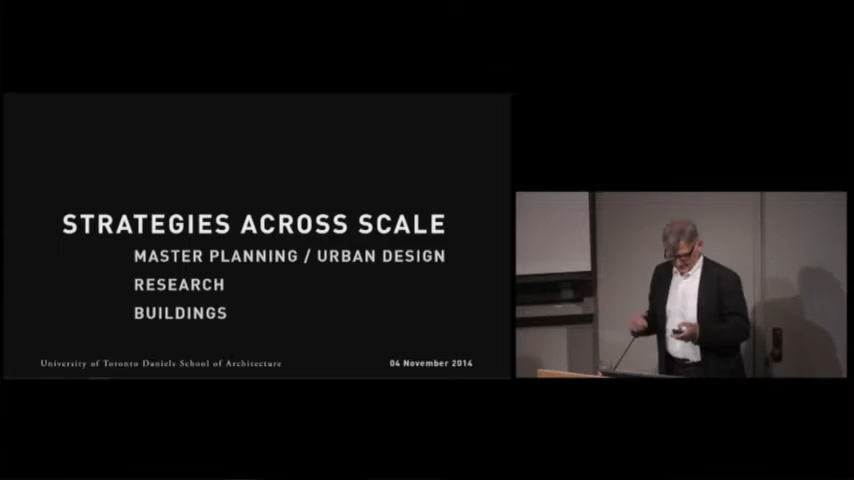 STRATEGIES ACROSS SCALE
MASTER PLANNING / URBAN DESIGN
RESEARCH
BUILDINGS
University of Toronto Daniels School of Architecture
04 November 2014